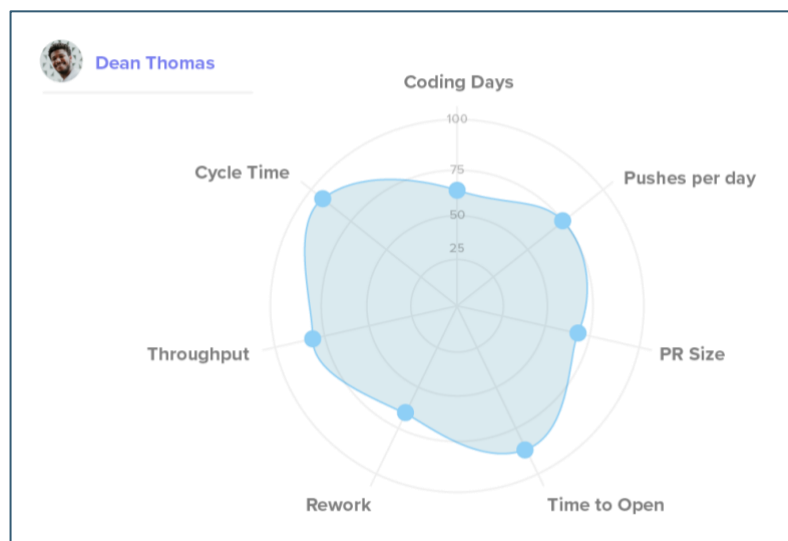 Dean Thomas
Coding Days
100
Cycle Time
75
Pushes per day
50
25
Throughput
PR Size
Rework
Time to Open